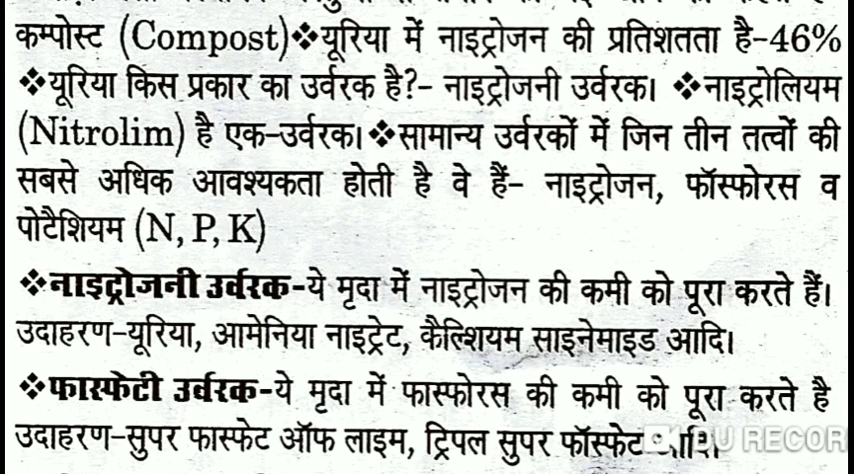 कम्पोस्ट (Compost)❖यूरिया में नाइट्रोजन की प्रतिशतता है-46%
❖यूरिया किस प्रकार का उर्वरक है?- नाइट्रोजनी उर्वरक। ❖नाइट्रोलियम
(Nitrolim) है एक-उर्वरक।❖सामान्य उर्वरकों में जिन तीन तत्वों की
सबसे अधिक आवश्यकता होती है वे हैं- नाइट्रोजन, फॉस्फोरस व
पोटैशियम (N, P, K)
❖नाइट्रोजनी उर्वरक-ये मृदा में नाइट्रोजन की कमी को पूरा करते हैं।
उदाहरण-यूरिया, आमेनिया नाइट्रेट, कैल्शियम साइनेमाइड आदि।
❖फास्फेटी उर्वरक-ये मृदा में फास्फोरस की कमी को पूरा करते है
उदाहरण-सुपर फास्फेट ऑफ लाइम, ट्रिपल सुपर फॉस्फेट
DU RECOR